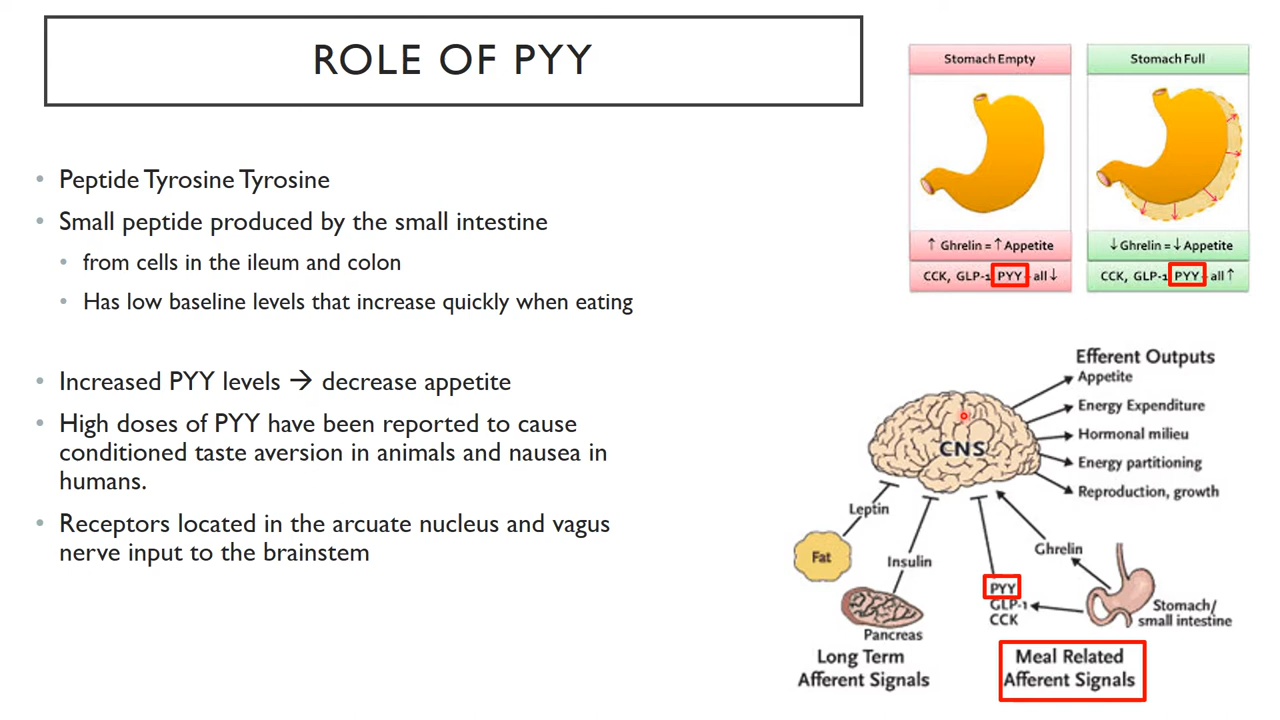 ROLE OF PYY
• Peptide Tyrosine Tyrosine
• Small peptide produced by the small intestine
• from cells in the ileum and colon
• Has low baseline levels that increase quickly when eating
• Increased PYY levels → decrease appetite
• High doses of PYY have been reported to cause
conditioned taste aversion in animals and nausea in
humans.
• Receptors located in the arcuate nucleus and vagus
nerve input to the brainstem
Stomach Empty
↑ Ghrelin = ↑ Appetite
CCK, GLP-1 PYY - all ↓
Stomach Full
↓ Ghrelin = ↓ Appetite
CCK, GLP-1 PYY - all ↑
Efferent Outputs
Appetite
Energy Expenditure
Hormonal milieu
Energy partitioning
Reproduction, growth
CNS
Leptin
Fat
Insulin
Pancreas
Ghrelin
PYY
GLP-1
CCK
Stomach/
small intestine
Long Term
Afferent Signals
Meal Related
Afferent Signals